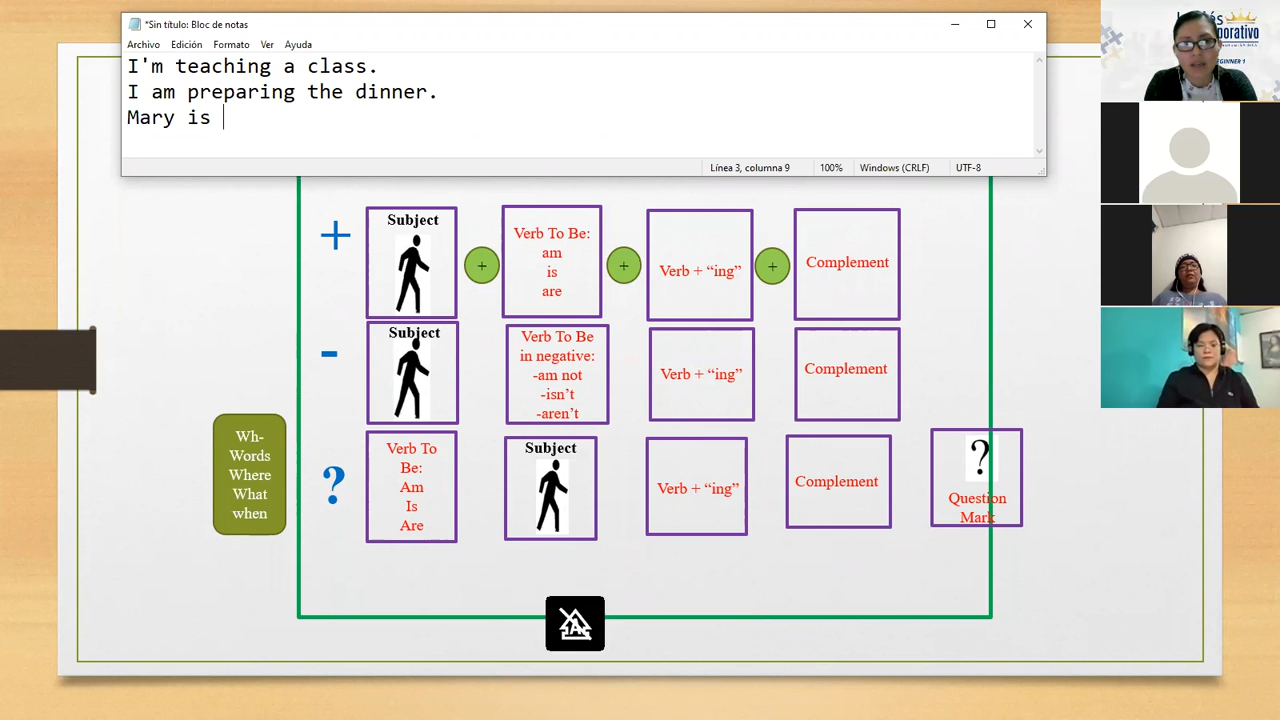 *Sin título: Bloc de notas
Archivo Edición Formato Ver Ayuda
I'm teaching a class.
I am preparing the dinner.
Mary is
Línea 3, columna 9 100% Windows (CRLF) UTF-8
+
Subject
+
Verb To Be:
am
is
are
+
Verb + “ing”
+
Complement
-
Subject
Verb To Be
in negative:
-am not
-isn’t
-aren’t
Verb + “ing”
Complement
Wh-
Words
Where
What
when
?
Verb To
Be:
Am
Is
Are
Subject
Verb + “ing”
Complement
?
Question
Mark